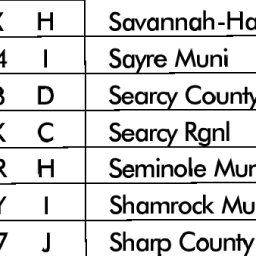 H Savannah-Ha
4 I Sayre Muni
D Searcy County
C Searcy Rgnl
R H Seminole Mun
Y I Shamrock Mu
7 J Sharp County